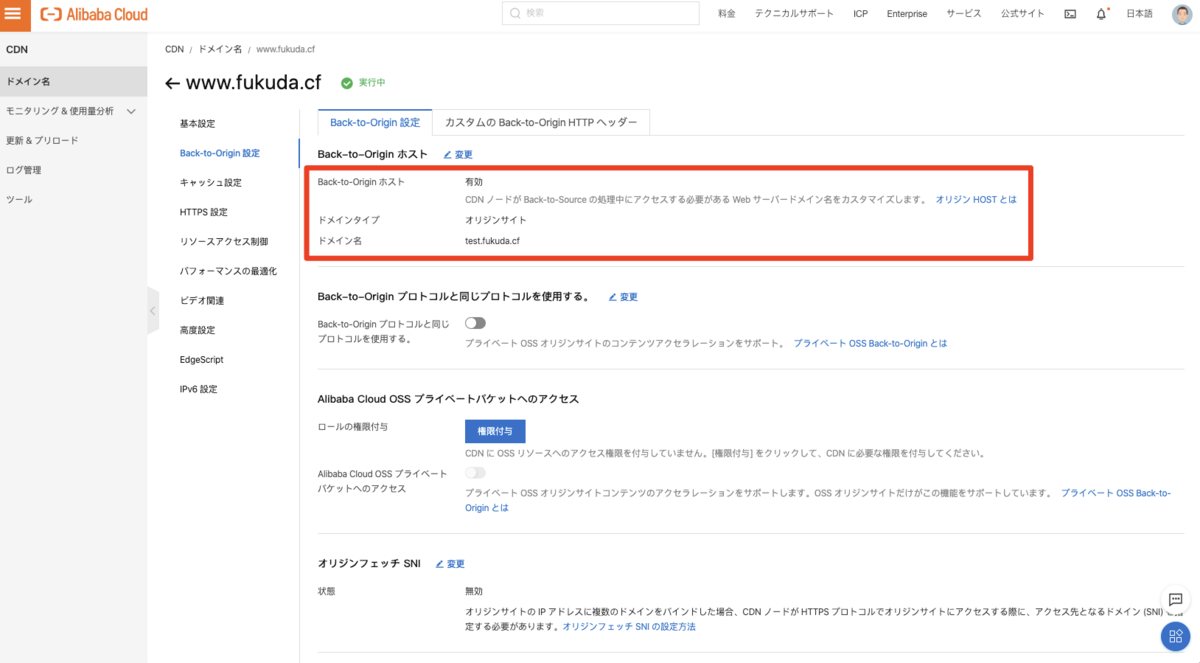 Alibaba Cloud
検索
料金
テクニカルサポート
ICP
Enterprise
サービス
公式サイト
日本語
CDN
ドメイン名
モニタリング & 使用量分析
更新 & プリロード
ログ管理
ツール
CDN / ドメイン名 / www.fukuda.cf
www.fukuda.cf
実行中
基本設定
Back-to-Origin 設定
キャッシュ設定
HTTPS 設定
リソースアクセス制御
パフォーマンスの最適化
ビデオ関連
高度設定
EdgeScript
IPv6 設定
Back-to-Origin 設定
カスタムの Back-to-Origin HTTP ヘッダー
Back-to-Origin ホスト 変更
Back-to-Origin ホスト 有効
CDN ノードが Back-to-Source の処理中にアクセスする必要がある Web サーバードメイン名をカスタマイズします。 オリジン HOST とは
ドメインタイプ オリジンサイト
ドメイン名 test.fukuda.cf
Back-to-Origin プロトコルと同じプロトコルを使用する。 変更
Back-to-Origin プロトコルと同じ
プロトコルを使用する。
プライベート OSS オリジンサイトのコンテンツアクセラレーションをサポート。 プライベート OSS Back-to-Origin とは
Alibaba Cloud OSS プライベートバケットへのアクセス
ロールの権限付与 権限付与
CDN に OSS リソースへのアクセス権限を付与していません。[権限付与] をクリックして、CDN に必要な権限を付与してください。
Alibaba Cloud OSS プライベート
バケットへのアクセス
プライベート OSS オリジンサイトコンテンツのアクセラレーションをサポートします。OSS オリジンサイトだけがこの機能をサポートしています。 プライベート OSS Back-to-
Origin とは
オリジンフェッチ SNI 変更
状態 無効
オリジンサイトの IP アドレスに複数のドメインをバインドした場合、CDN ノードが HTTPS プロトコルでオリジンサイトにアクセスする際に、アクセス先となるドメイン (SNI)
定する必要があります。オリジンフェッチ SNI の設定方法